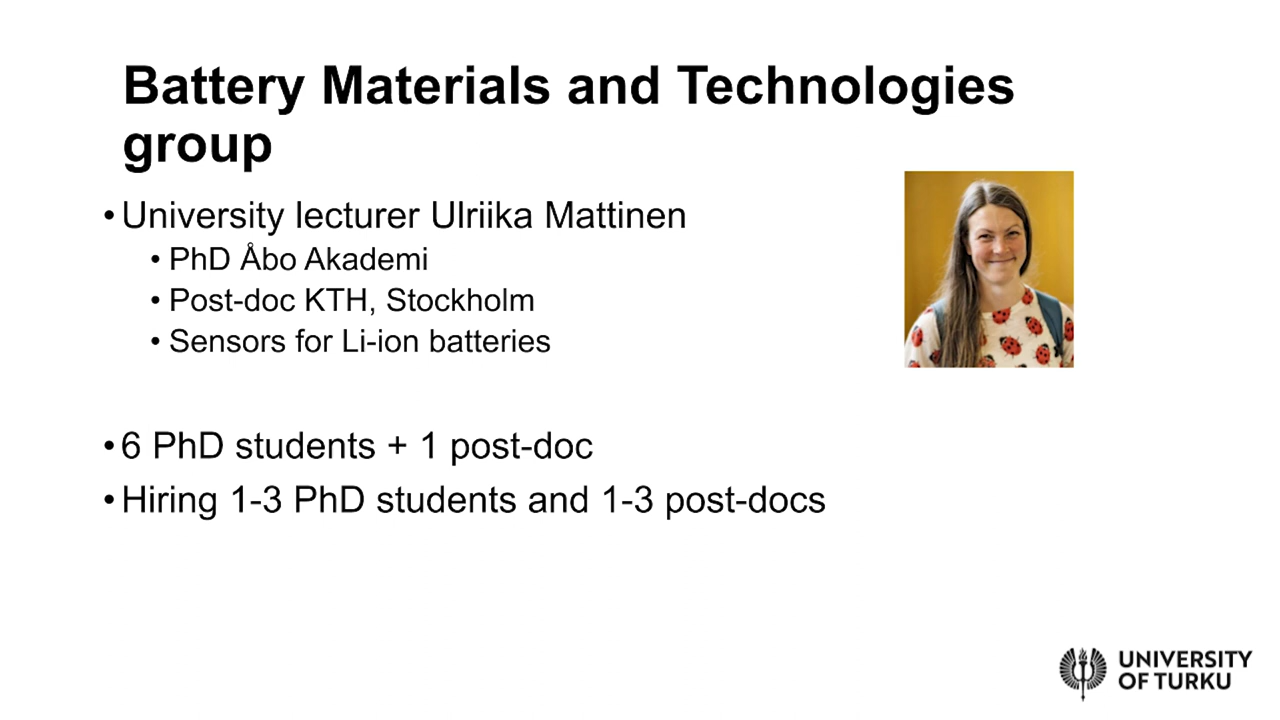 Battery Materials and Technologies
group
• University lecturer Ulriika Mattinen
• PhD Åbo Akademi
• Post-doc KTH, Stockholm
• Sensors for Li-ion batteries
• 6 PhD students + 1 post-doc
• Hiring 1-3 PhD students and 1-3 post-docs
UNIVERSITY
OF TURKU